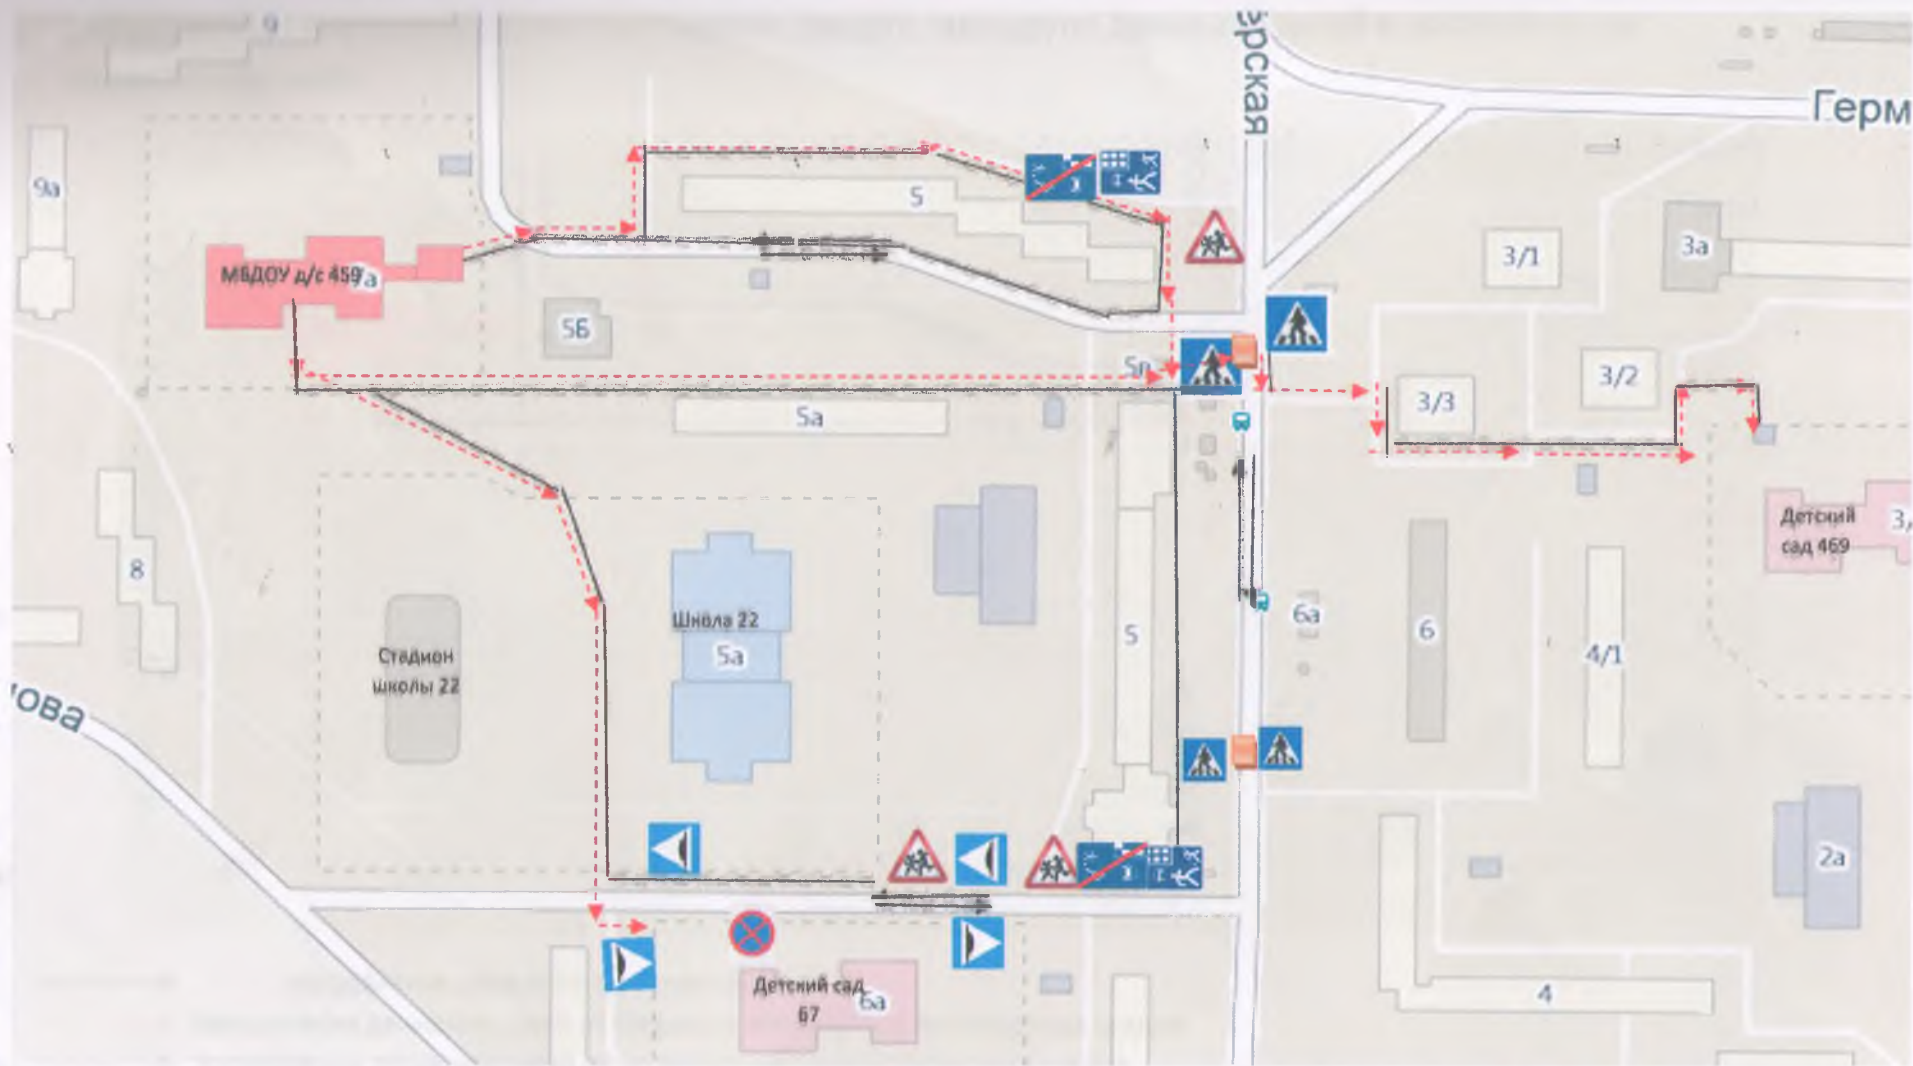 9
ерская
Герм
9а
5
3/1
3а
МБДОУ д/с 459
7а
5Б
5п
3/2
3/3
5а
Детский
сад 469
3/
8
Школа 22
5а
5
6а
6
4/1
Стадион
школы 22
ова
2а
Детский сад
67
6а
4